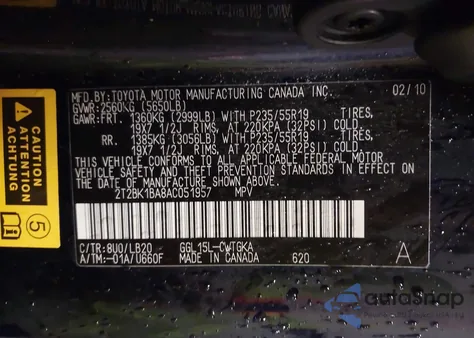 MFD.BY:TOYOTA MOTOR MANUFACTURING CANADA INC. 02/10
GVWR:2560KG (5650LB)
GAWR:FRT. 1360KG (2999LB) WITH P235/55R19 TIRES,
19X7 1/2J RIMS, AT 220KPA (32PSI) COLD.
RR. 1385KG (3056LB) WITH P235/55R19 TIRES,
19X7 1/2J RIMS, AT 220KPA (32PSI) COLD.
THIS VEHICLE CONFORMS TO ALL APPLICABLE FEDERAL MOTOR
VEHICLE SAFETY AND THEFT PREVENTION STANDARDS IN EFFECT ON
THE DATE OF MANUFACTURE SHOWN ABOVE.
2T2BK1BA8AC051957 MPV
C/TR:8U0/LB20 GGL15L-CWTGKA A
A/TM:-01A/U660F MADE IN CANADA 620
CAUTION
ACHTUNG
5
autosnap